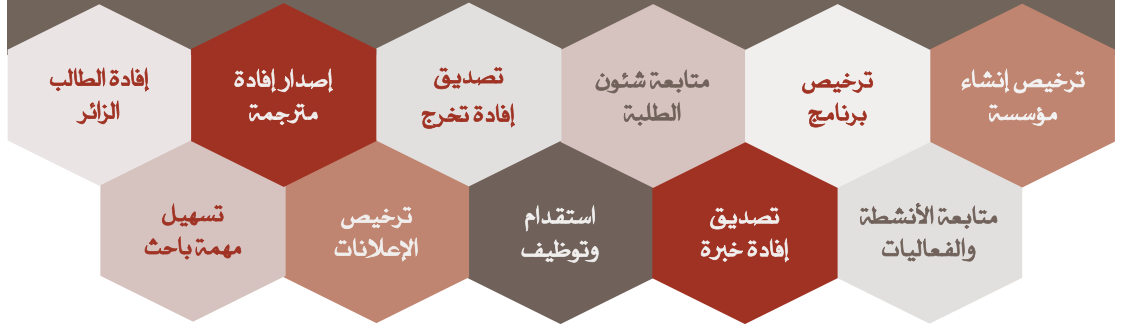 ترخيص إنشاء
مؤسسة
ترخيص
برنامج
متابعة شئون
الطلبة
تصديق
إفادة تخرج
إصدار إفادة
مترجمة
إفادة الطالب
الزائر
متابعة الأنشطة
والفعاليات
تصديق
إفادة خبرة
استقدام
وتوظيف
ترخيص
الإعلانات
تسهيل
مهمة باحث